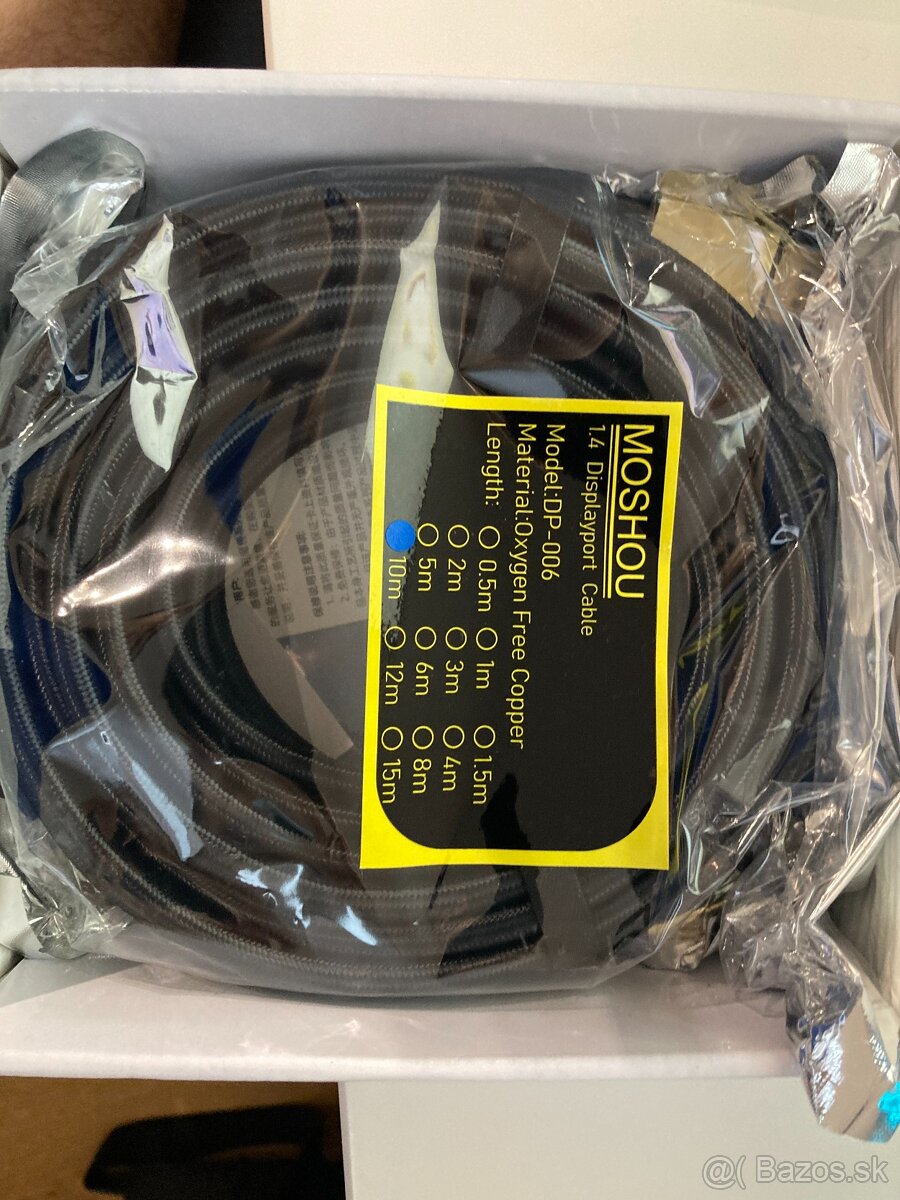 MOSHOU
1.4 Displayport Cable
Model:DP-006
Material:Oxygen Free Copper
Length: 0.5m 1m 1.5m
2m 3m 4m
5m 6m 8m
10m 12m 15m
@( Bazos.sk